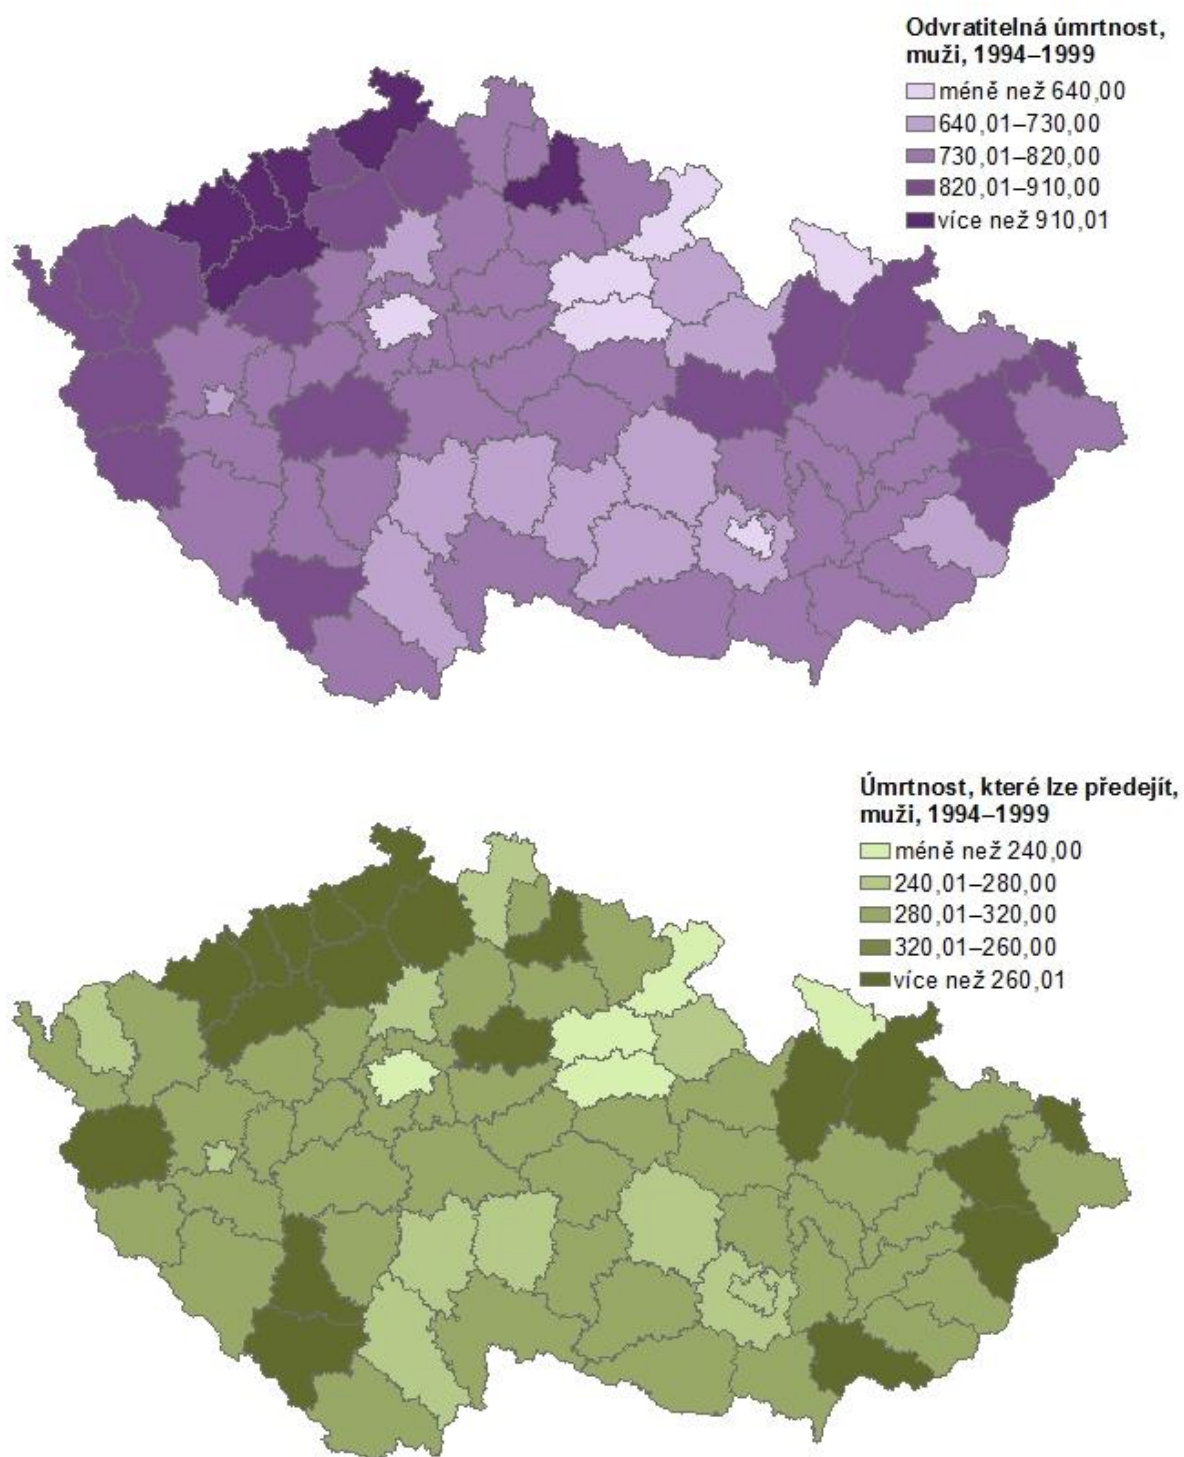 Odvratitelná úmrtnost,
muži, 1994–1999
méně než 640,00
640,01–730,00
730,01–820,00
820,01–910,00
více než 910,01
Úmrtnost, které lze předejít,
muži, 1994–1999
méně než 240,00
240,01–280,00
280,01–320,00
320,01–260,00
více než 260,01